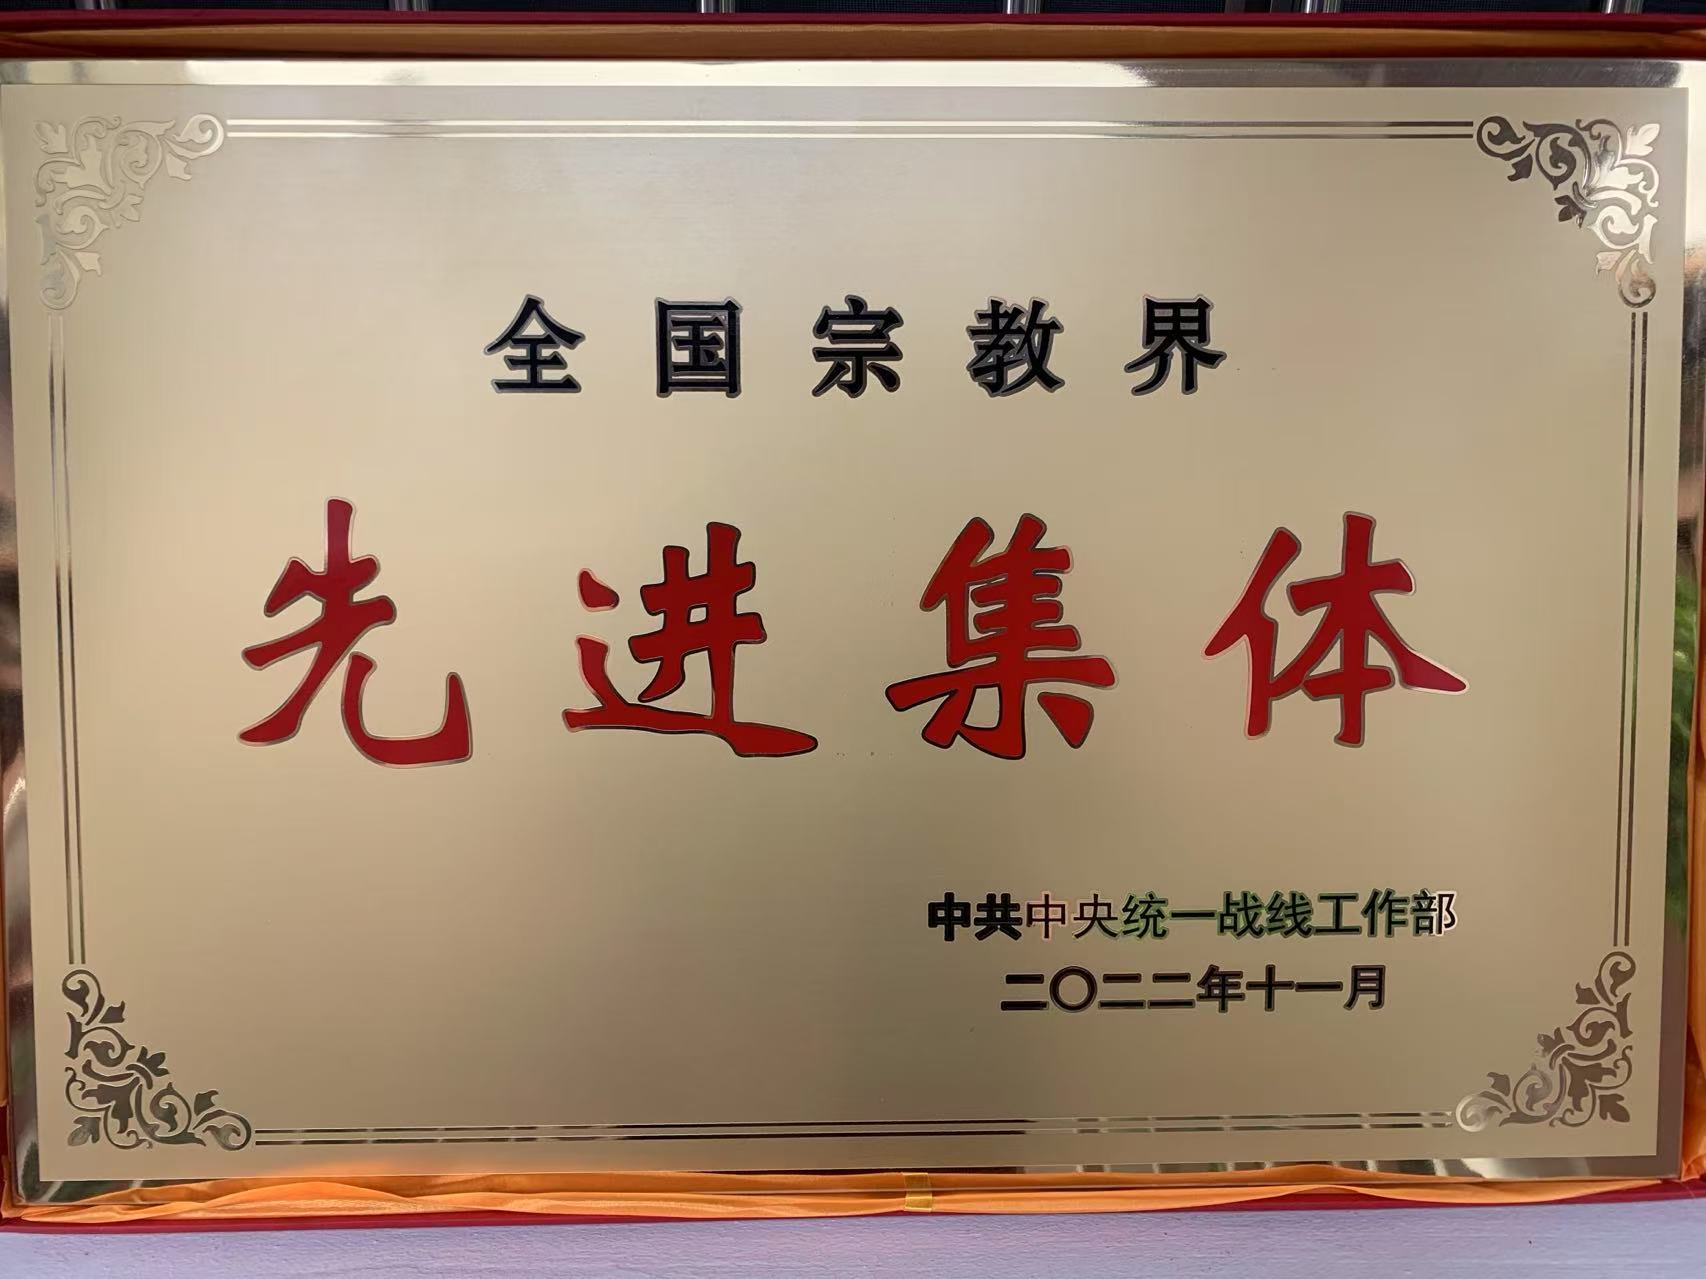 全国宗教界
先进集体
中共中央统一战线工作部
二〇二二年十一月